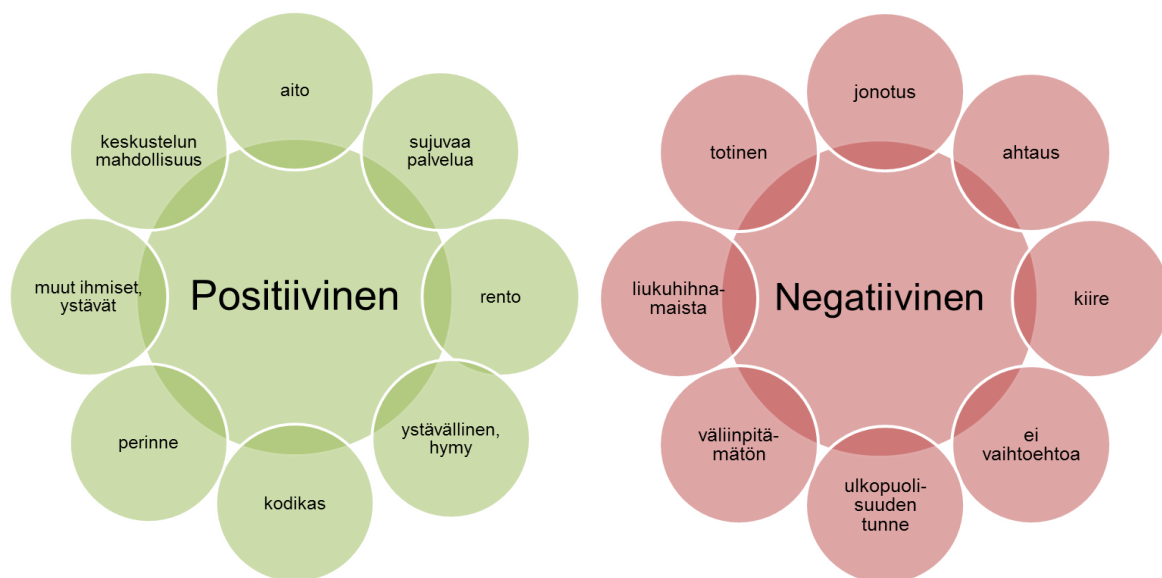 Positiivinen
aito
sujuvaa
palvelua
rento
ystävällinen,
hymy
kodikas
perinne
muut ihmiset,
ystävät
keskustelun
mahdollisuus
Negatiivinen
jonotus
ahtaus
kiire
ei
vaihtoehtoa
ulkopuoli-
suuden
tunne
väliinpitä-
mätön
liukuhihna-
maista
totinen